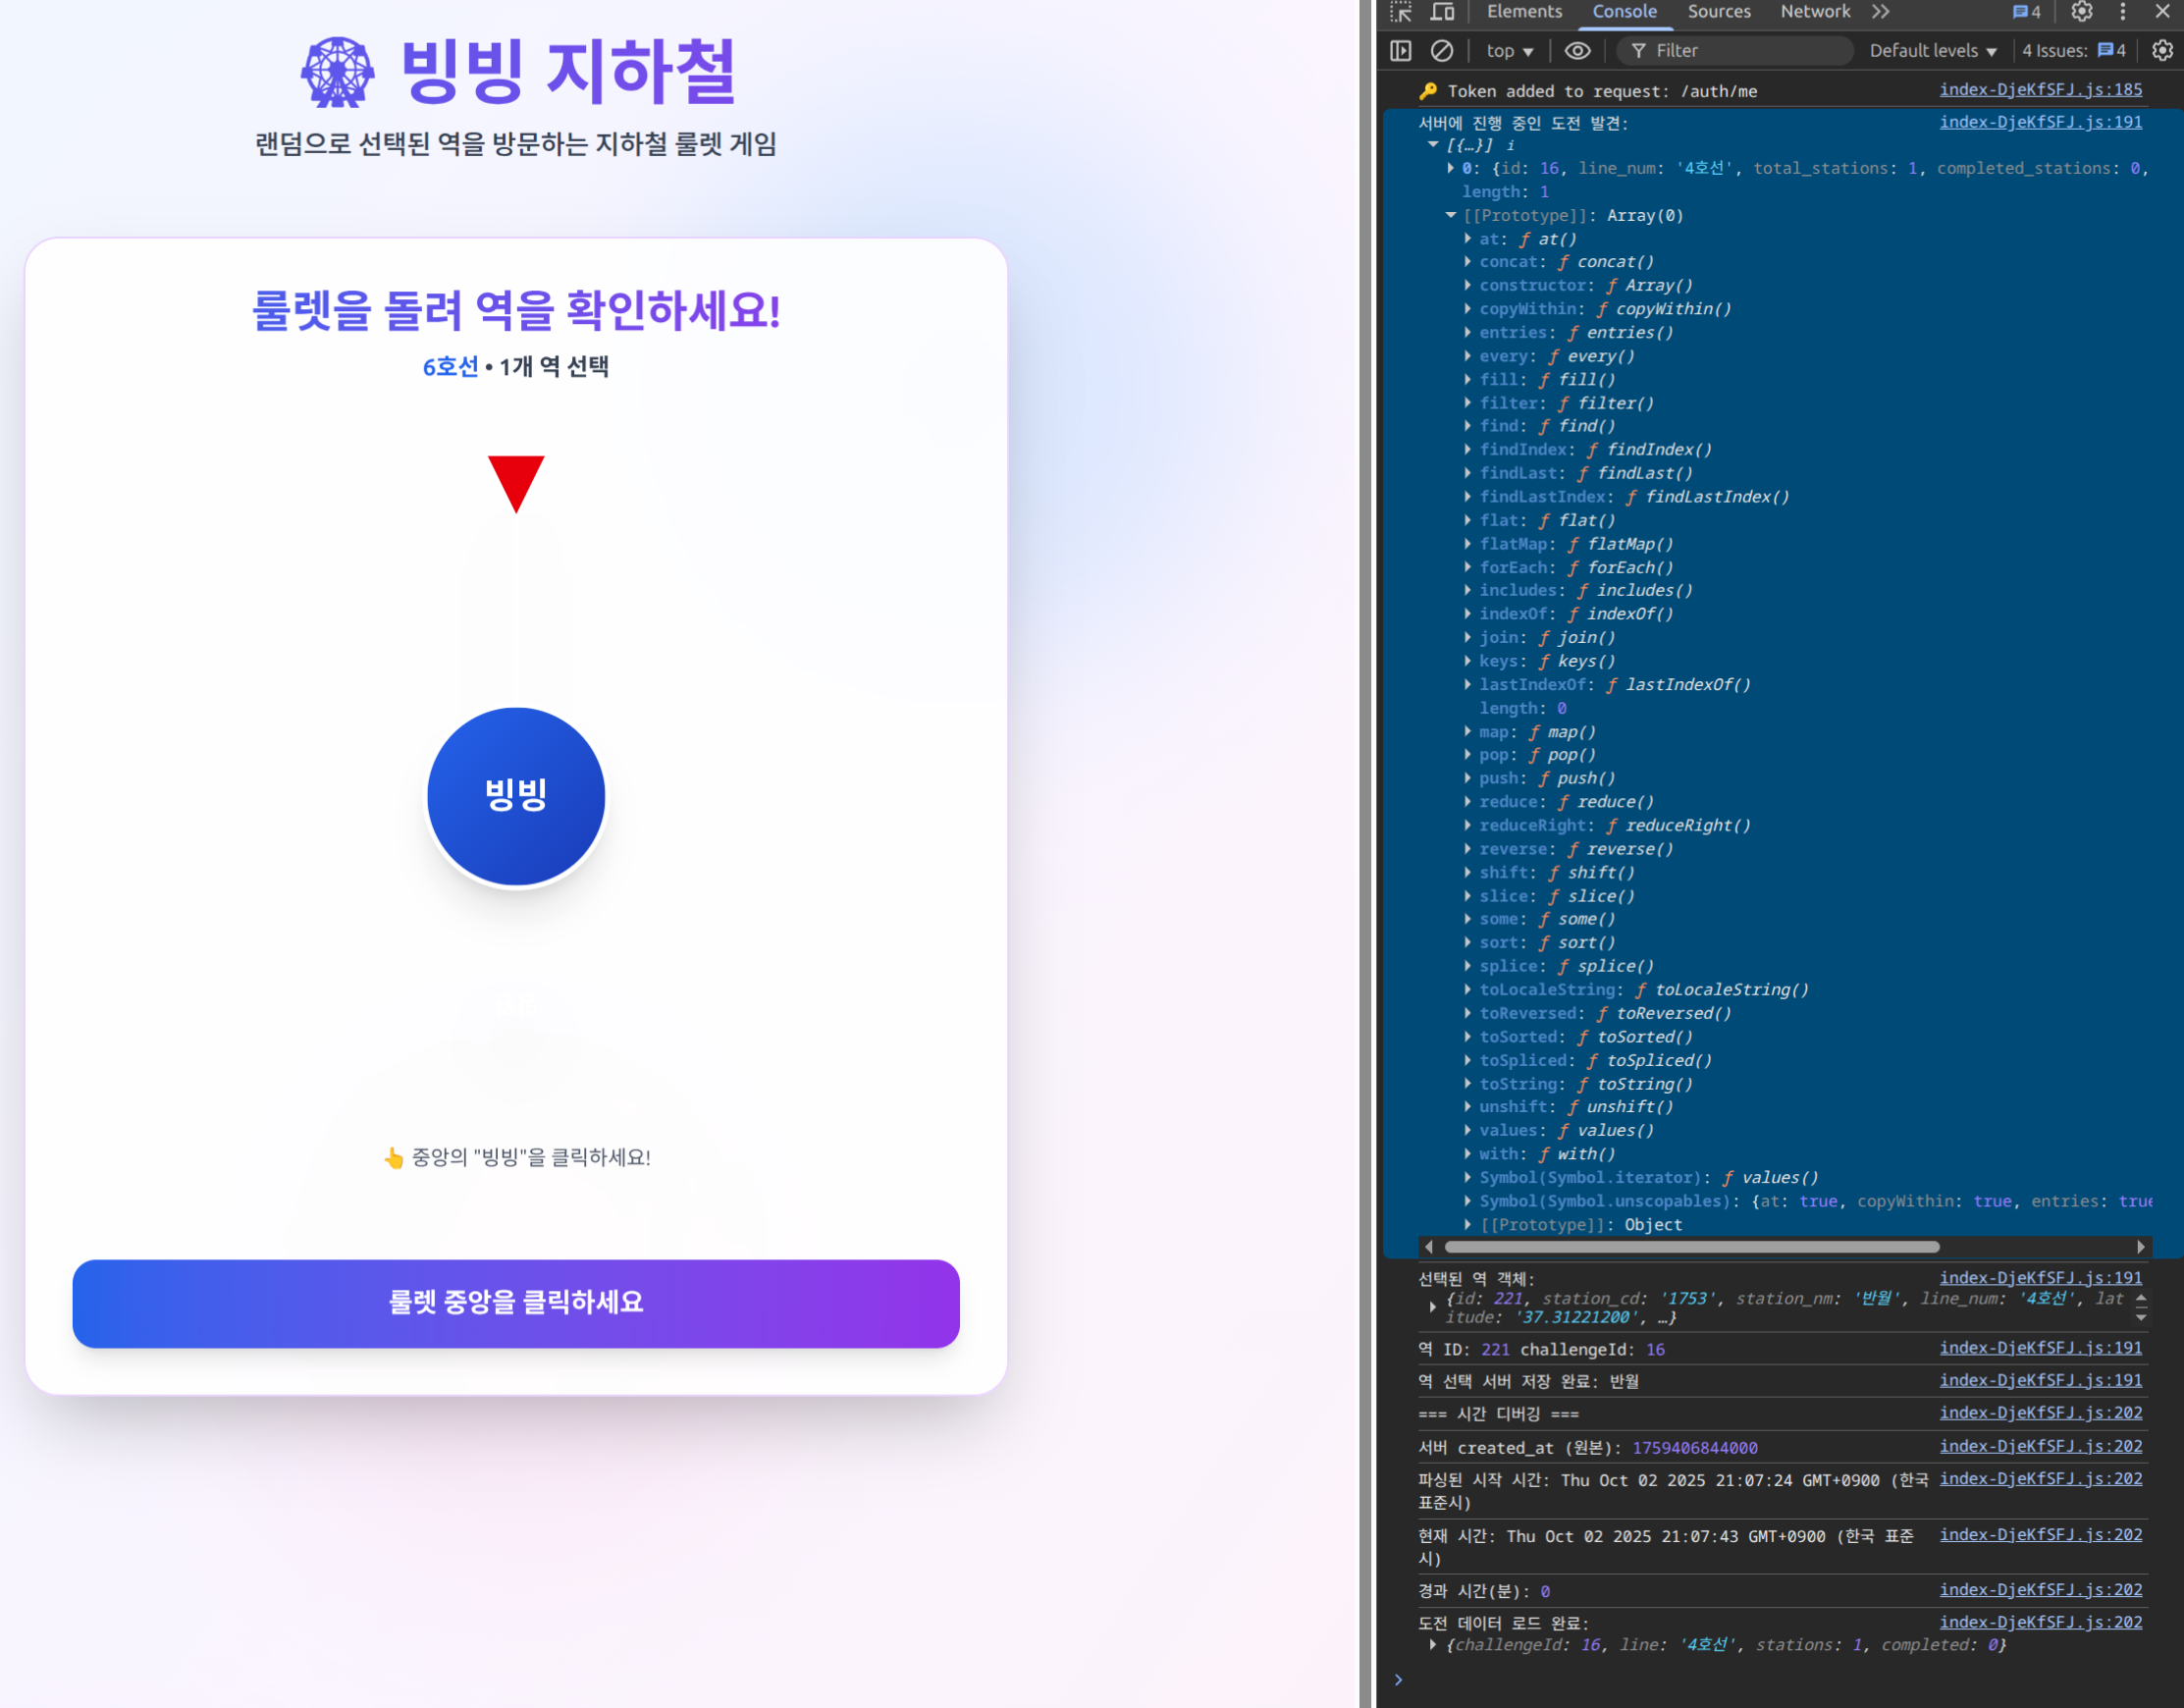 빙빙 지하철
랜덤으로 선택된 역을 방문하는 지하철 룰렛 게임
룰렛을 돌려 역을 확인하세요!
6호선 • 1개 역 선택
빙빙
👆 중앙의 "빙빙"을 클릭하세요!
룰렛 중앙을 클릭하세요
Elements Console Sources Network 4
top Filter Default levels 4 Issues: 4
🔑 Token added to request: /auth/me index-DjeKfSFJ.js:185
서버에 진행 중인 도전 발견: index-DjeKfSFJ.js:191
[{…}] i
0: {id: 16, line_num: '4호선', total_stations: 1, completed_stations: 0,
length: 1
[[Prototype]]: Array(0)
at: ƒ at()
concat: ƒ concat()
constructor: ƒ Array()
copyWithin: ƒ copyWithin()
entries: ƒ entries()
every: ƒ every()
fill: ƒ fill()
filter: ƒ filter()
find: ƒ find()
findIndex: ƒ findIndex()
findLast: ƒ findLast()
findLastIndex: ƒ findLastIndex()
flat: ƒ flat()
flatMap: ƒ flatMap()
forEach: ƒ forEach()
includes: ƒ includes()
indexOf: ƒ indexOf()
join: ƒ join()
keys: ƒ keys()
lastIndexOf: ƒ lastIndexOf()
length: 0
map: ƒ map()
pop: ƒ pop()
push: ƒ push()
reduce: ƒ reduce()
reduceRight: ƒ reduceRight()
reverse: ƒ reverse()
shift: ƒ shift()
slice: ƒ slice()
some: ƒ some()
sort: ƒ sort()
splice: ƒ splice()
toLocaleString: ƒ toLocaleString()
toReversed: ƒ toReversed()
toSorted: ƒ toSorted()
toSpliced: ƒ toSpliced()
toString: ƒ toString()
unshift: ƒ unshift()
values: ƒ values()
with: ƒ with()
Symbol(Symbol.iterator): ƒ values()
Symbol(Symbol.unscopables): {at: true, copyWithin: true, entries: true
[[Prototype]]: Object
선택된 역 객체: index-DjeKfSFJ.js:191
{id: 221, station_cd: '1753', station_nm: '반월', line_num: '4호선', lat
itude: '37.31221200', …}
역 ID: 221 challengeId: 16 index-DjeKfSFJ.js:191
역 선택 서버 저장 완료: 반월 index-DjeKfSFJ.js:191
=== 시간 디버깅 === index-DjeKfSFJ.js:202
서버 created_at (원본): 1759406844000 index-DjeKfSFJ.js:202
파싱된 시작 시간: Thu Oct 02 2025 21:07:24 GMT+0900 (한국 index-DjeKfSFJ.js:202
표준시)
현재 시간: Thu Oct 02 2025 21:07:43 GMT+0900 (한국 표준 index-DjeKfSFJ.js:202
시)
경과 시간(분): 0 index-DjeKfSFJ.js:202
도전 데이터 로드 완료: index-DjeKfSFJ.js:202
{challengeId: 16, line: '4호선', stations: 1, completed: 0}